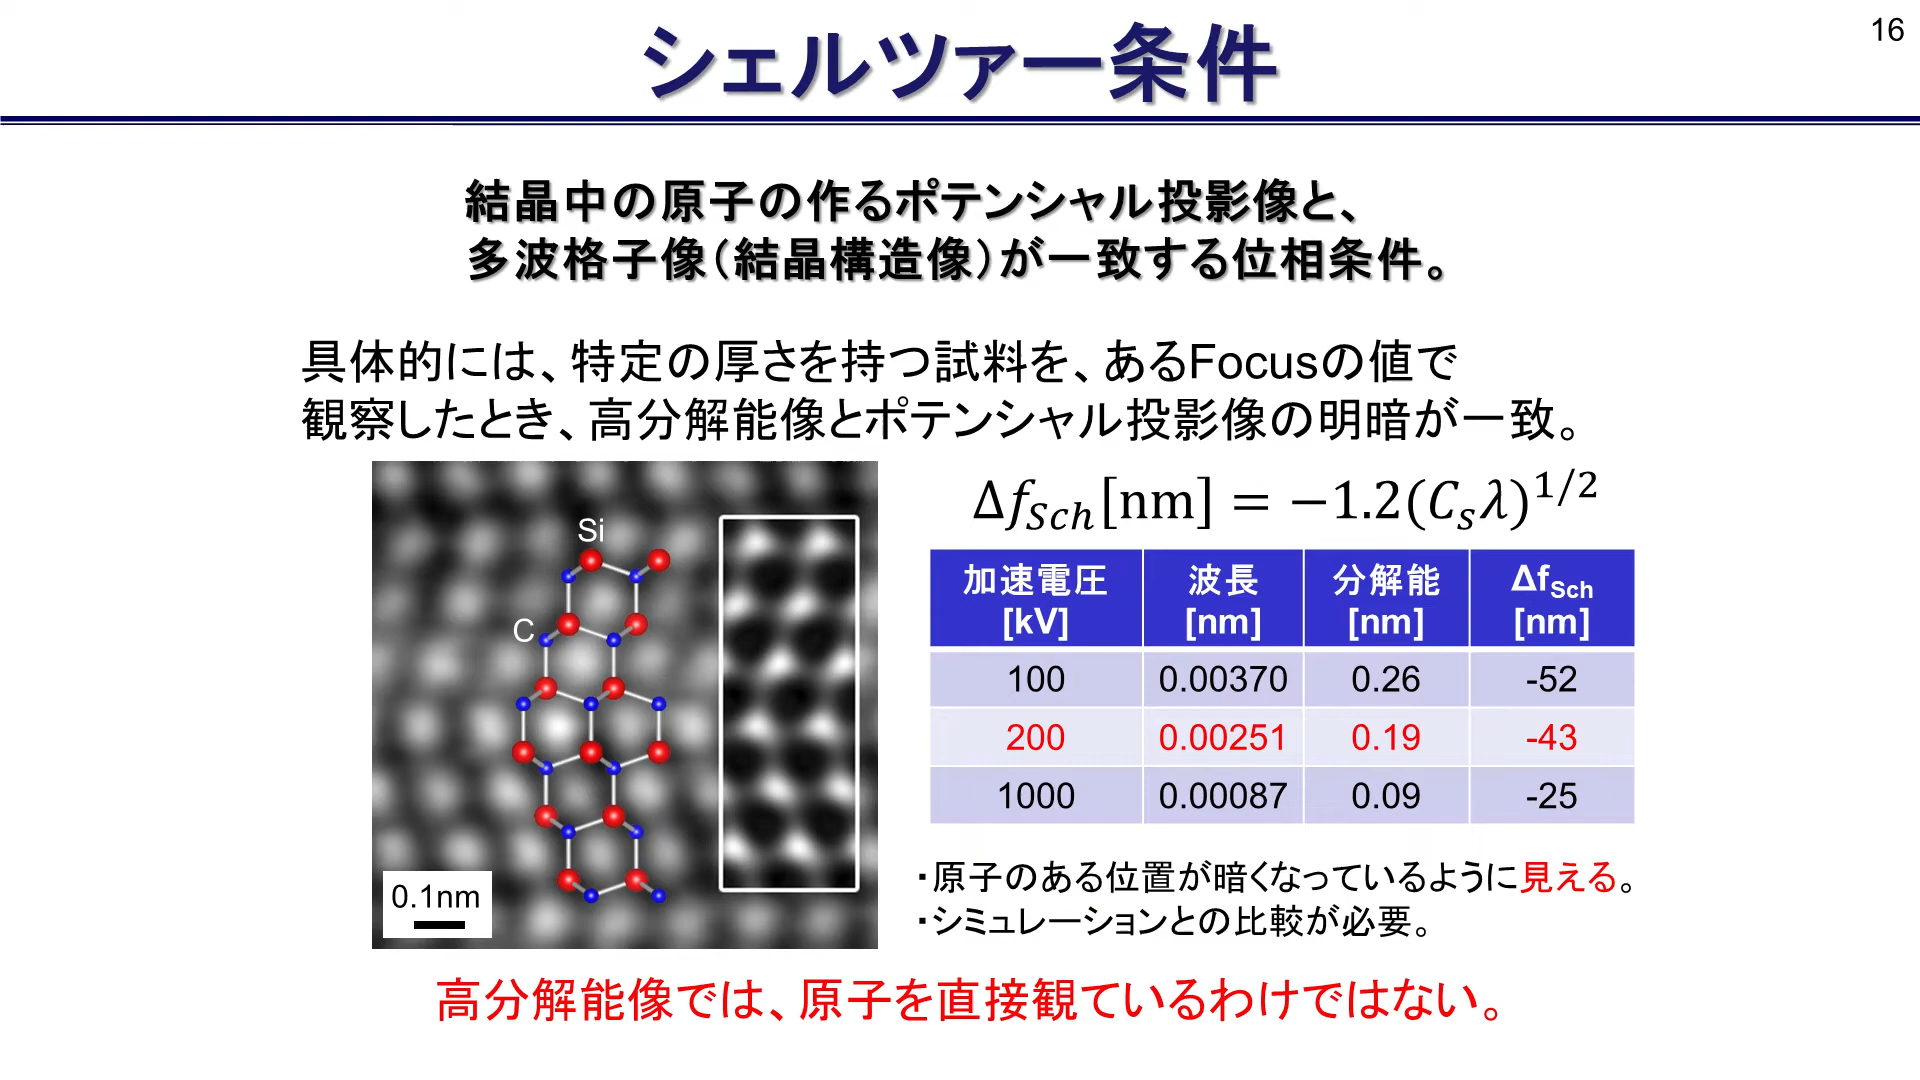 16
シェルツァー条件
結晶中の原子の作るポテンシャル投影像と、
多波格子像（結晶構造像）が一致する位相条件。
具体的には、特定の厚さを持つ試料を、あるFocusの値で
観察したとき、高分解能像とポテンシャル投影像の明暗が一致。
Si
C
0.1nm
Δf_Sch[nm] = −1.2(C_sλ)^1/2
加速電圧 [kV] 波長 [nm] 分解能 [nm] Δf_Sch [nm]
100 0.00370 0.26 -52
200 0.00251 0.19 -43
1000 0.00087 0.09 -25
・原子のある位置が暗くなっているように見える。
・シミュレーションとの比較が必要。
高分解能像では、原子を直接観ているわけではない。